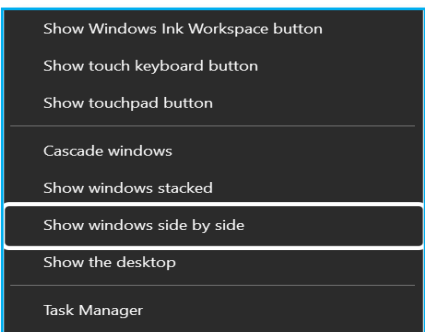 Show Windows Ink Workspace button
Show touch keyboard button
Show touchpad button
Cascade windows
Show windows stacked
Show windows side by side
Show the desktop
Task Manager